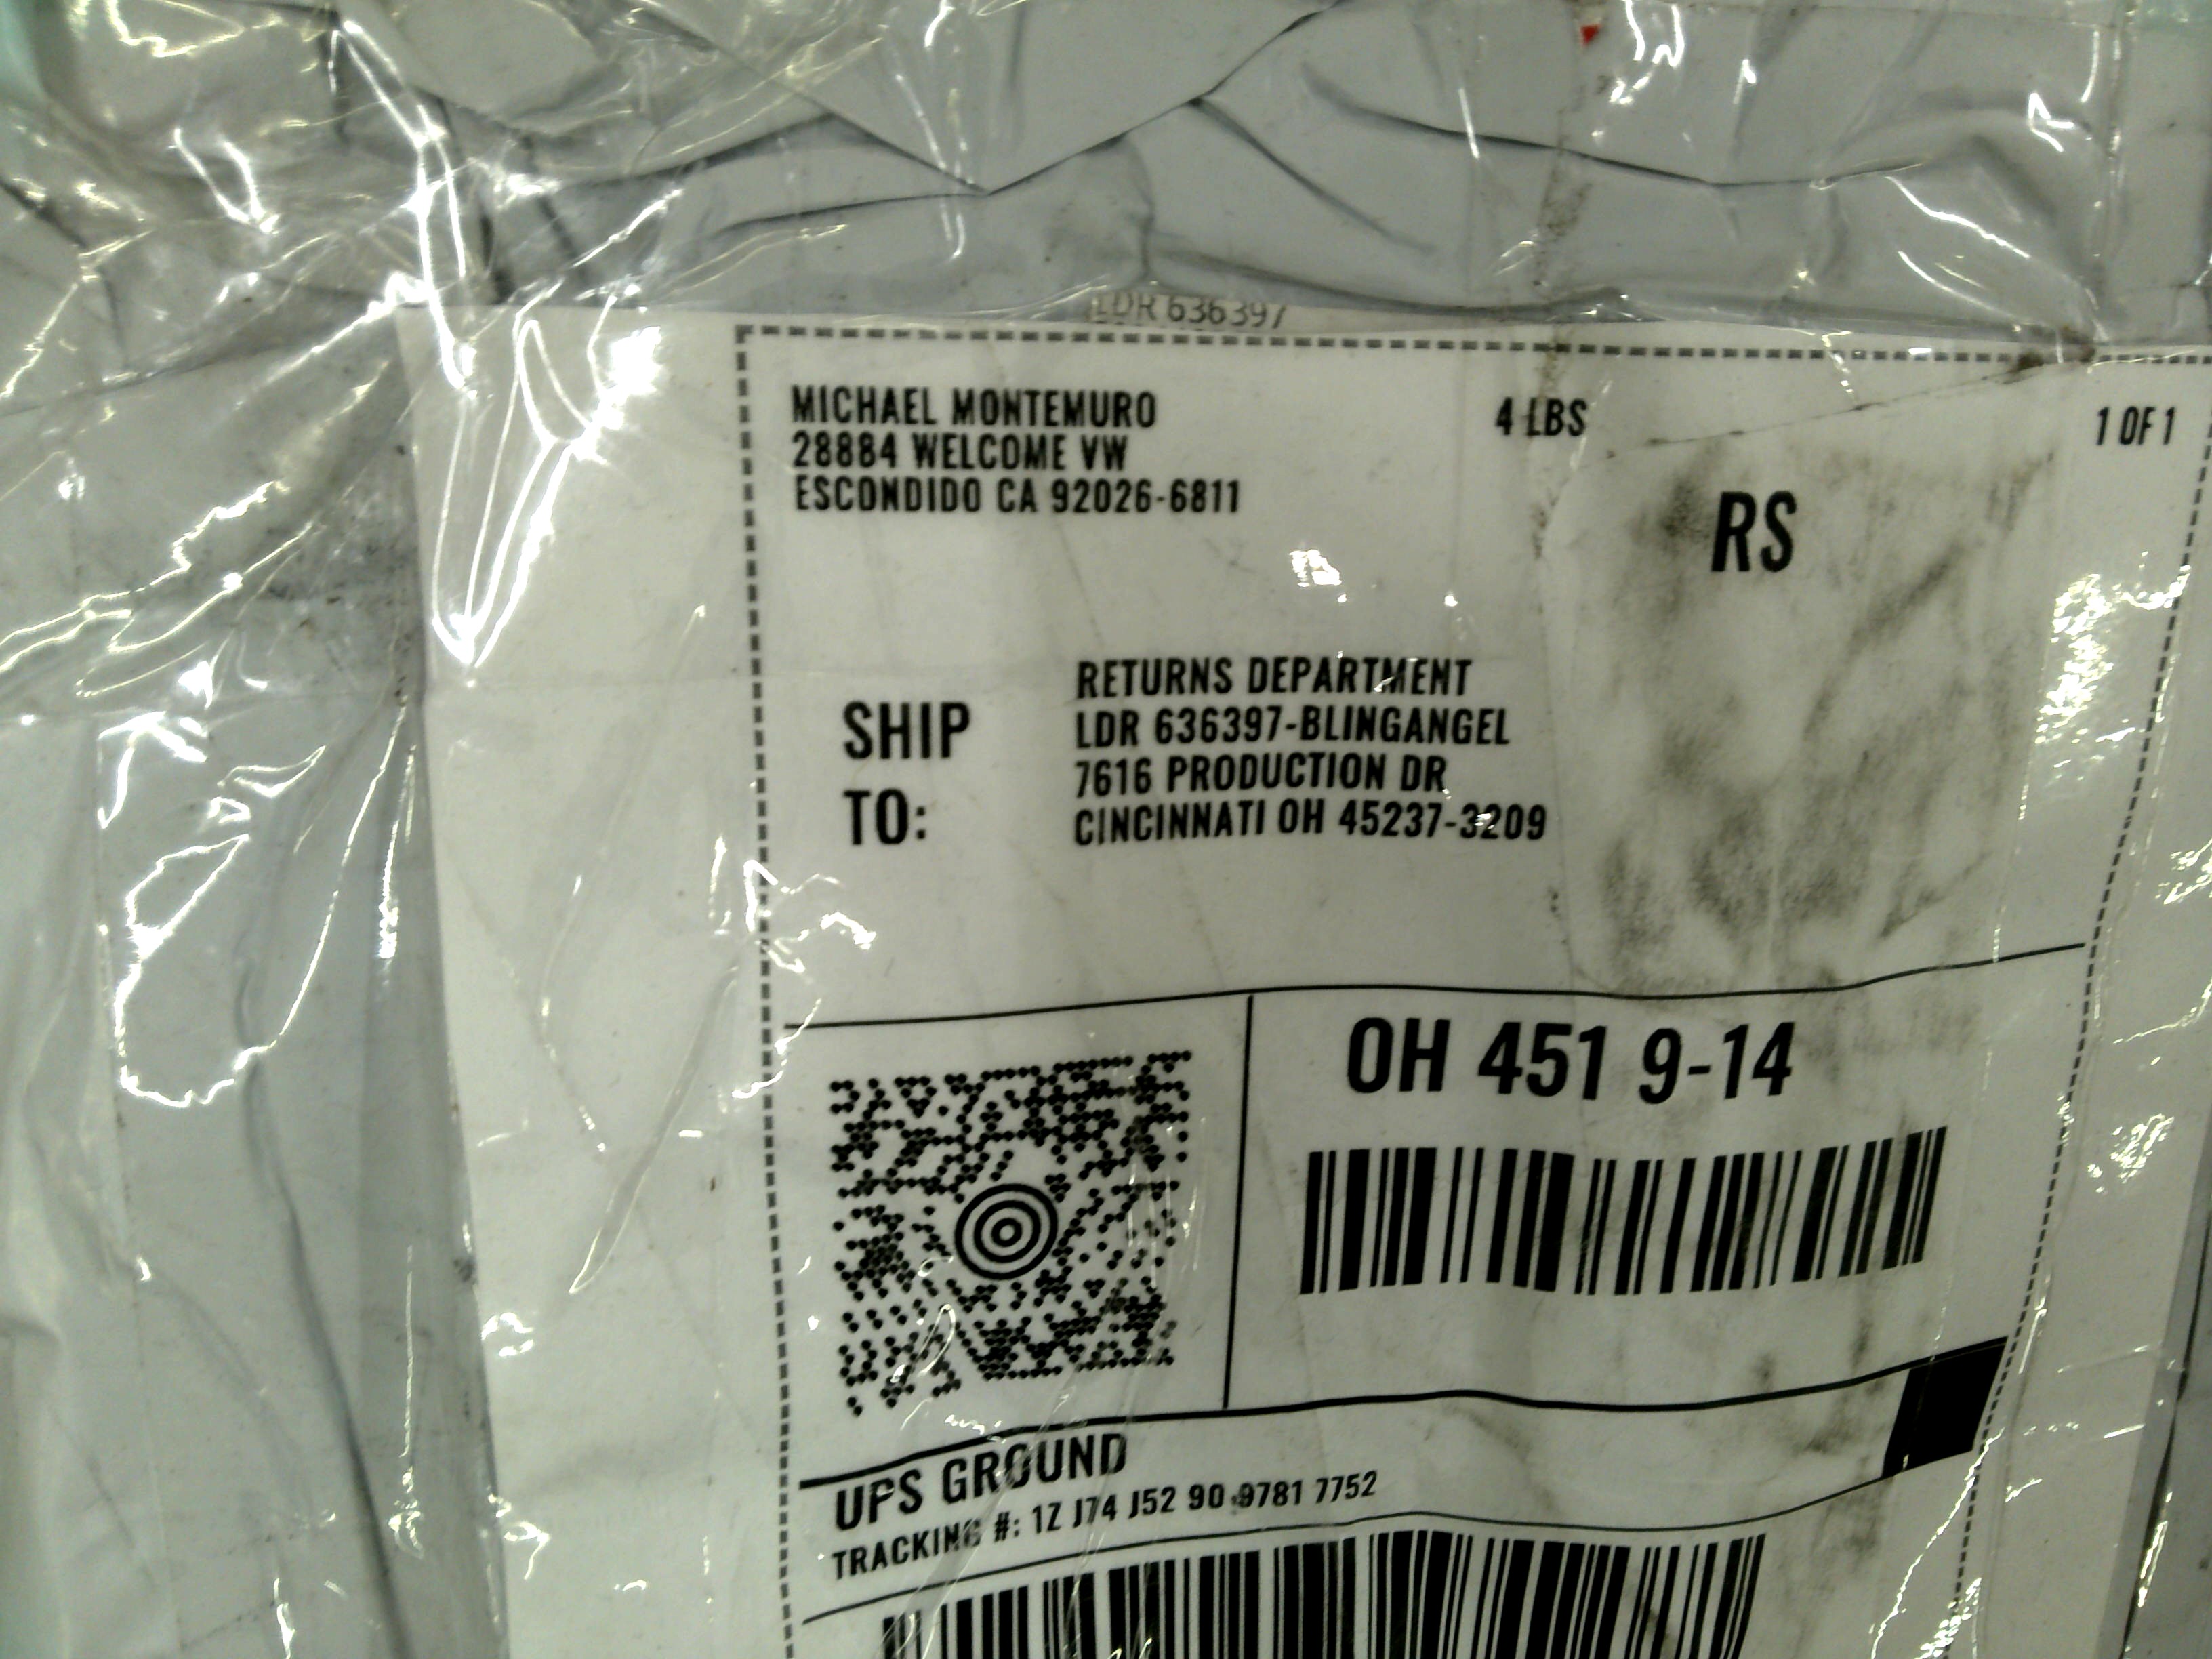 LDR 636397
MICHAEL MONTEMURO
28884 WELCOME VW
ESCONDIDO CA 92026-6811
4 LBS
1 OF 1
RS
SHIP
TO:
RETURNS DEPARTMENT
LDR 636397-BLINGANGEL
7616 PRODUCTION DR
CINCINNATI OH 45237-3209
OH 451 9-14
UPS GROUND
TRACKING #: 1Z J74 J52 90 9781 7752